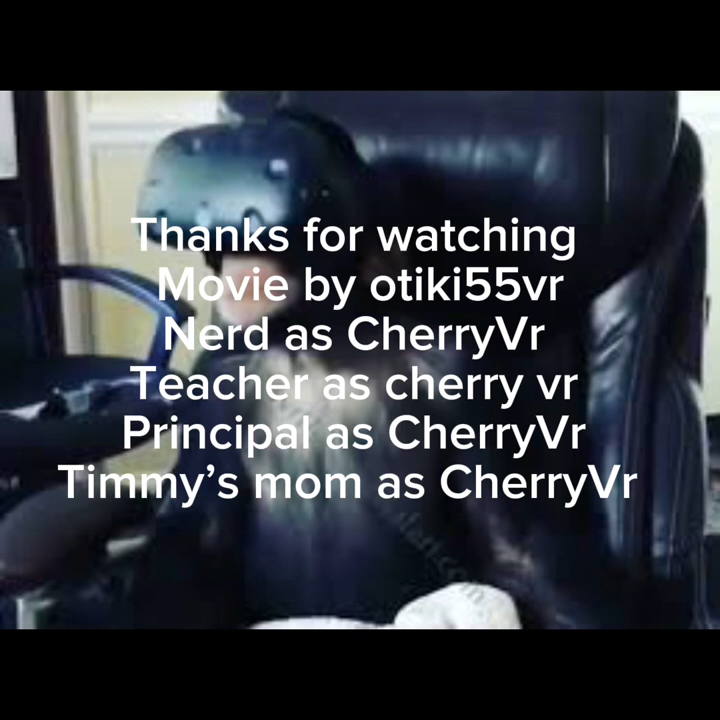 Thanks for watching
Movie by otiki55vr
Nerd as CherryVr
Teacher as cherry vr
Principal as CherryVr
Timmy’s mom as CherryVr